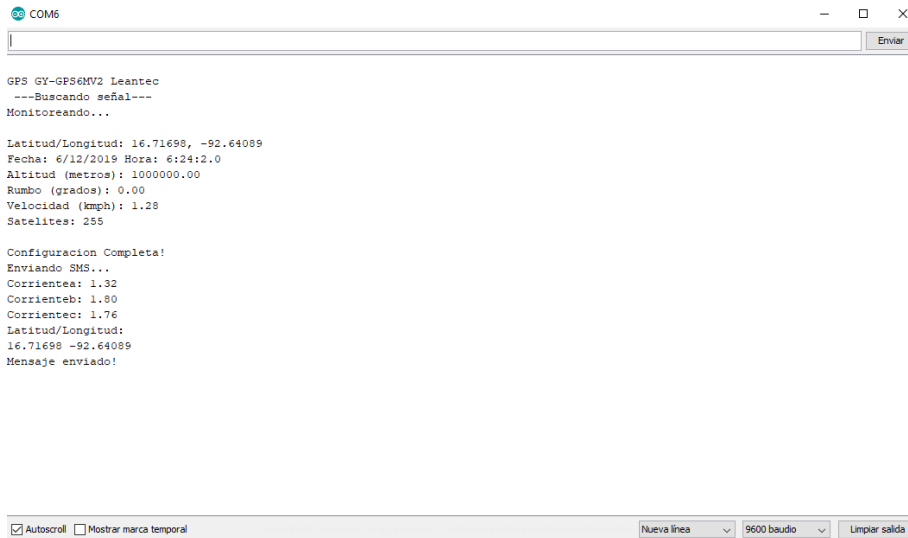 COM6
Enviar
GPS GY-GPS6MV2 Leantec
---Buscando señal---
Monitoreando...
Latitud/Longitud: 16.71698, -92.64089
Fecha: 6/12/2019 Hora: 6:24:2.0
Altitud (metros): 1000000.00
Rumbo (grados): 0.00
Velocidad (kmph): 1.28
Satelites: 255
Configuracion Completa!
Enviando SMS...
Corrientea: 1.32
Corrienteb: 1.80
Corrientec: 1.76
Latitud/Longitud:
16.71698 -92.64089
Mensaje enviado!
Autoscroll Mostrar marca temporal Nueva línea 9600 baudio Limpiar salida